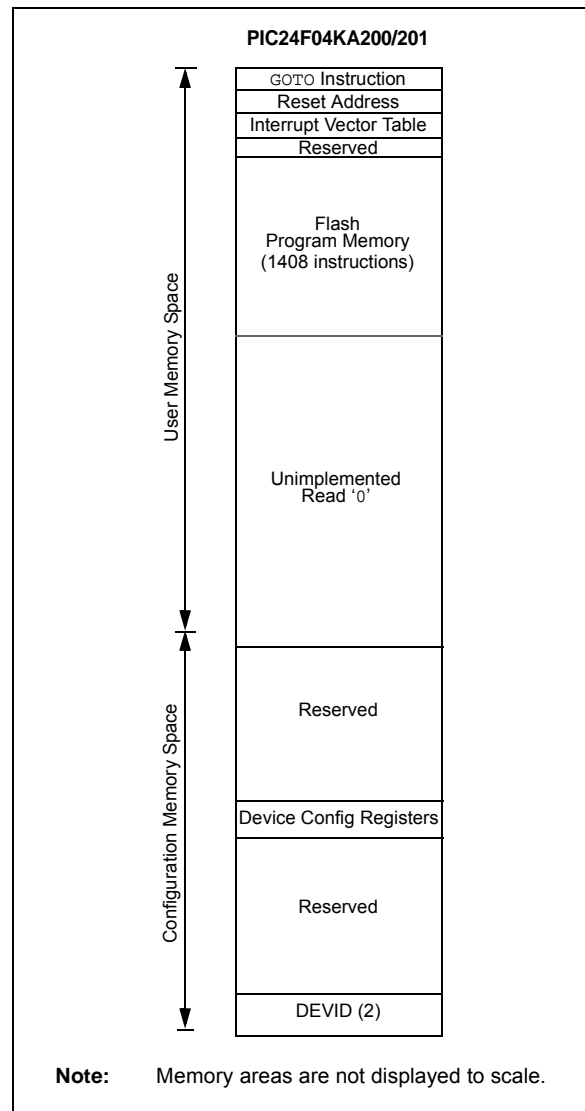 PIC24F04KA200/201
GOTO Instruction
Reset Address
Interrupt Vector Table
Reserved
Flash
Program Memory
(1408 instructions)
User Memory Space
Unimplemented
Read ‘0’
Reserved
Configuration Memory Space
Device Config Registers
Reserved
DEVID (2)
Note: Memory areas are not displayed to scale.